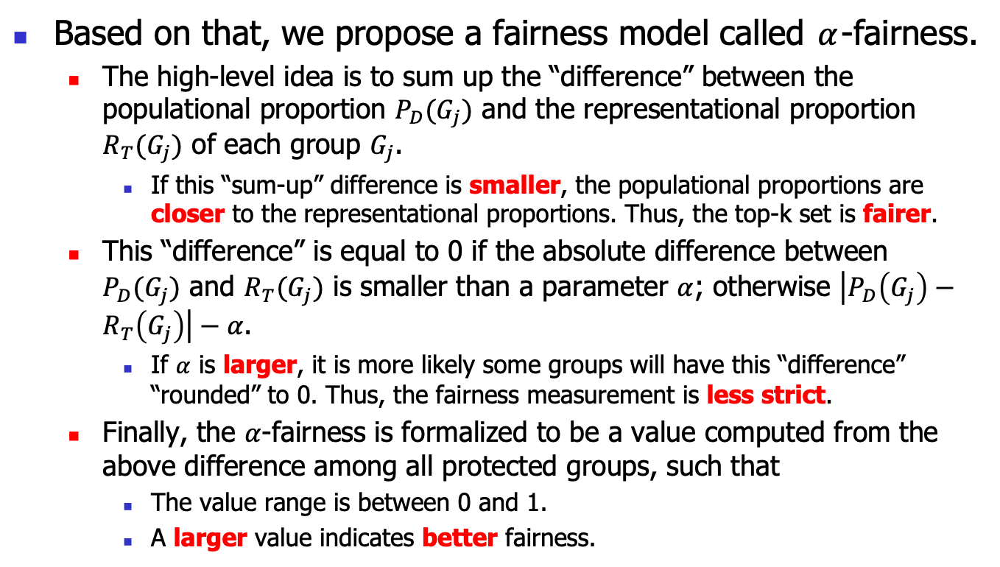 Based on that, we propose a fairness model called α-fairness.
The high-level idea is to sum up the “difference” between the
populational proportion P_D(G_j) and the representational proportion
R_T(G_j) of each group G_j.
If this “sum-up” difference is smaller, the populational proportions are
closer to the representational proportions. Thus, the top-k set is fairer.
This “difference” is equal to 0 if the absolute difference between
P_D(G_j) and R_T(G_j) is smaller than a parameter α; otherwise |P_D(G_j) −
R_T(G_j)| − α.
If α is larger, it is more likely some groups will have this “difference”
“rounded” to 0. Thus, the fairness measurement is less strict.
Finally, the α-fairness is formalized to be a value computed from the
above difference among all protected groups, such that
The value range is between 0 and 1.
A larger value indicates better fairness.